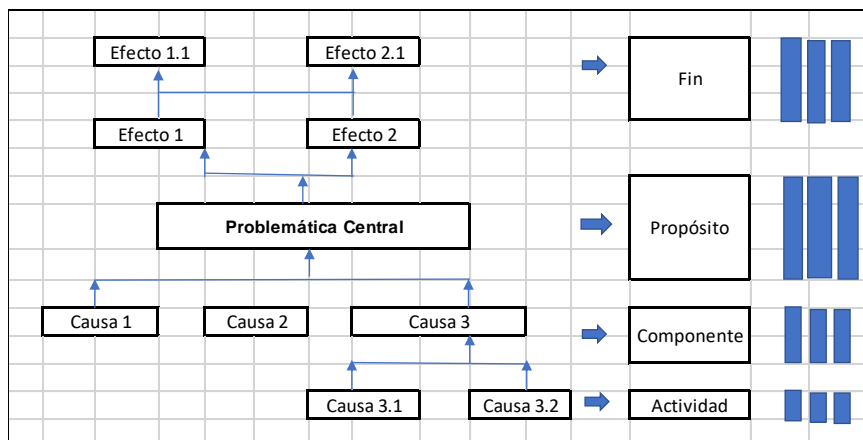 Efecto 1.1
Efecto 2.1
Fin
Efecto 1
Efecto 2
Problemática Central
Propósito
Causa 1
Causa 2
Causa 3
Componente
Causa 3.1
Causa 3.2
Actividad